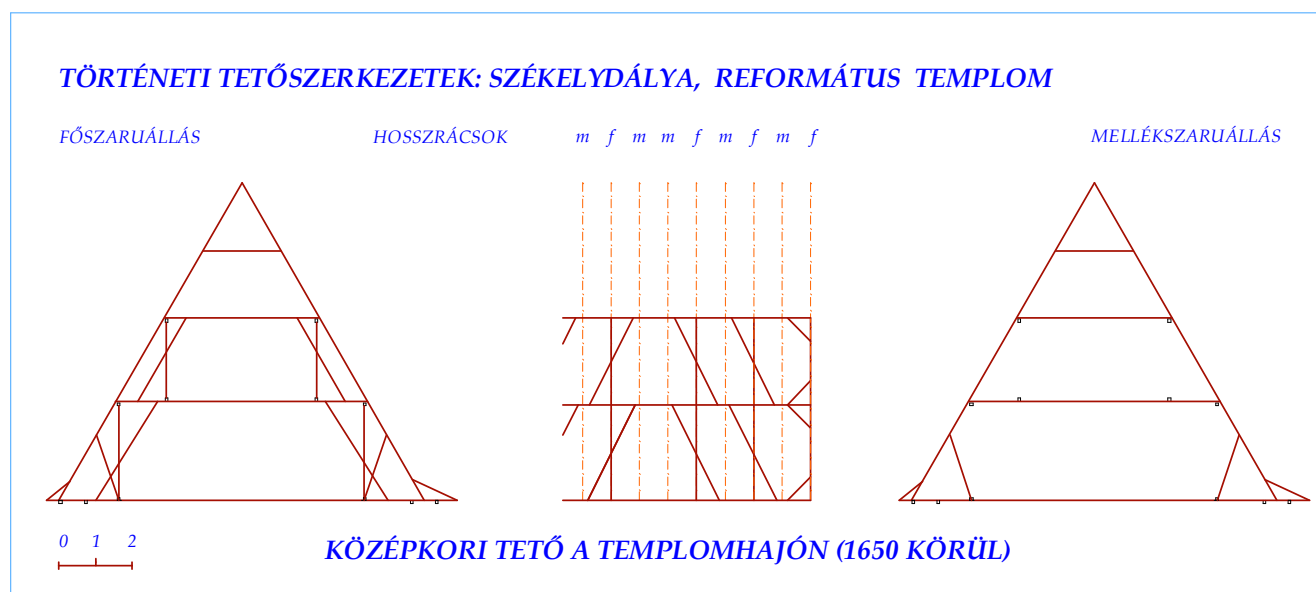 TÖRTÉNETI TETŐSZERKEZETEK: SZÉKELYDÁLYA, REFORMÁTUS TEMPLOM
FŐSZARUÁLLÁS HOSSZRÁCSOK m f m m f m f m f MELLÉKSZARUÁLLÁS
0 1 2
KÖZÉPKORI TETŐ A TEMPLOMHAJÓN (1650 KÖRÜL)